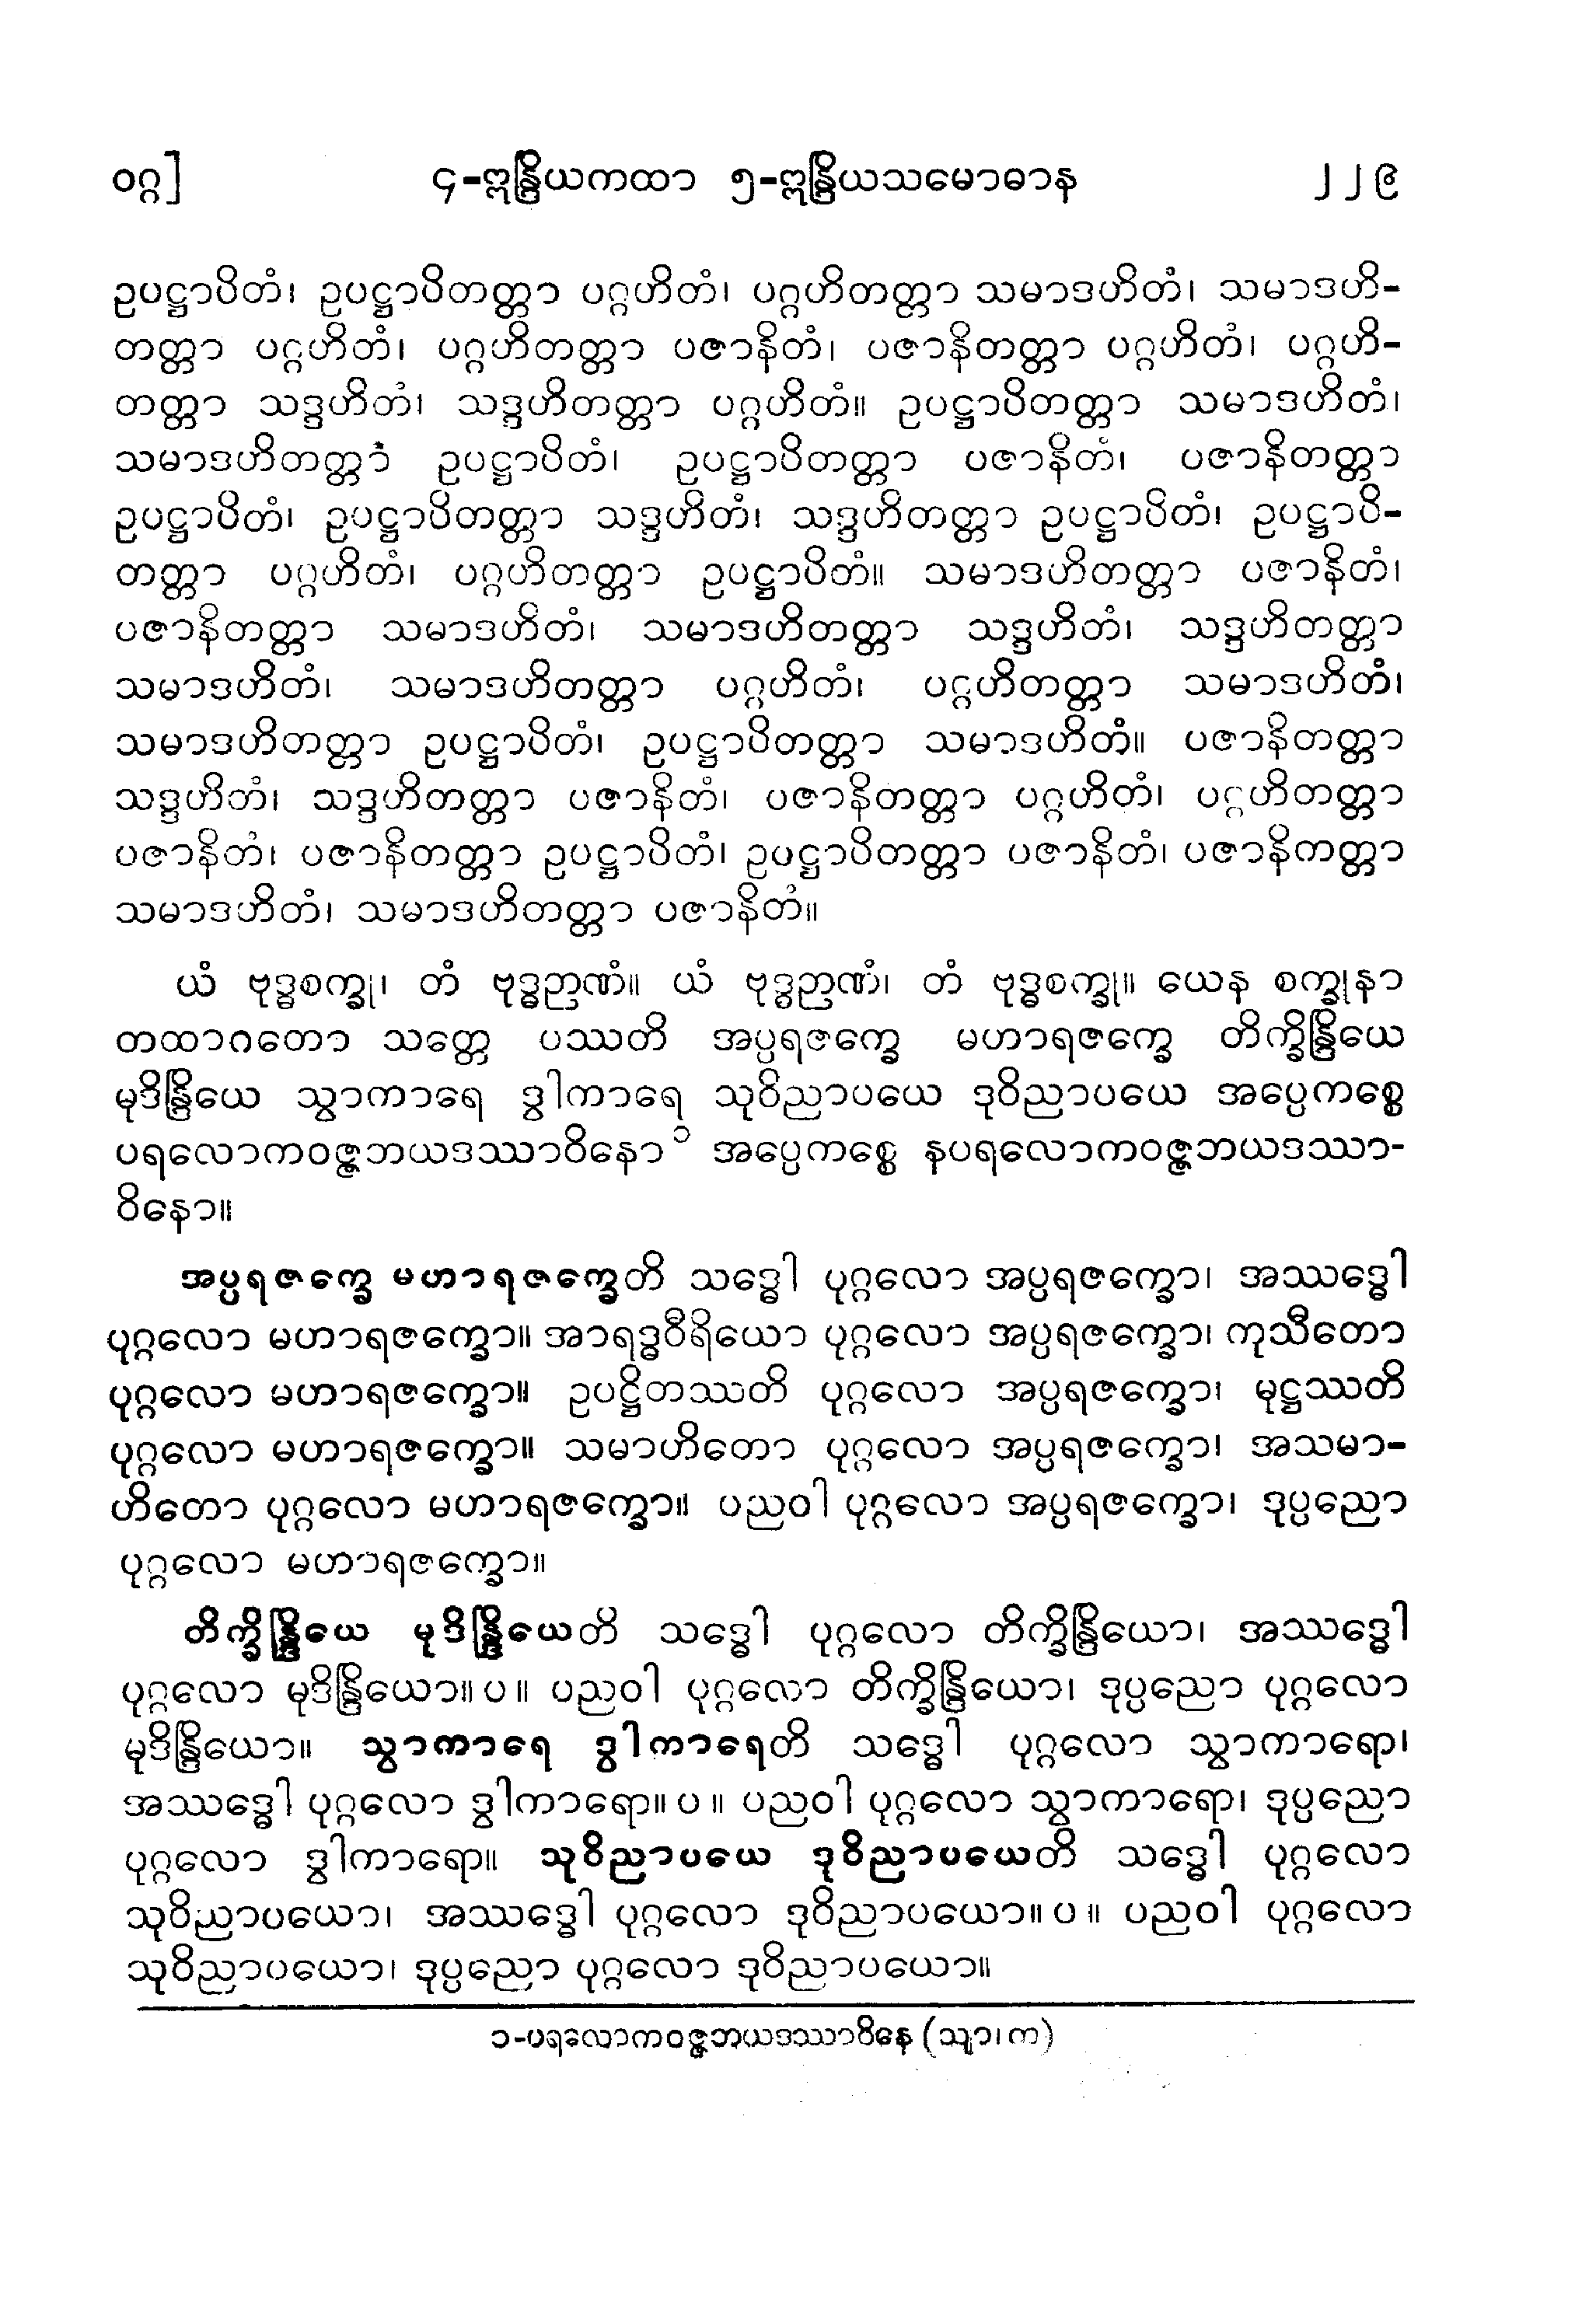 ဝဂ္ဂ] ၄-ဣန္ဒြိယကထာ ၅-ဣန္ဒြိယသမောဓာန ၂၂၉
ဥပဋ္ဌာပိတံ၊ ဥပဋ္ဌာပိတတ္တာ ပဂ္ဂဟိတံ၊ ပဂ္ဂဟိတတ္တာ သမာဒဟိတံ၊ သမာဒဟိ-
တတ္တာ ပဂ္ဂဟိတံ၊ ပဂ္ဂဟိတတ္တာ ပဇာနိတံ၊ ပဇာနိတတ္တာ ပဂ္ဂဟိတံ၊ ပဂ္ဂဟိ-
တတ္တာ သဒ္ဒဟိတံ၊ သဒ္ဒဟိတတ္တာ ပဂ္ဂဟိတံ။ ဥပဋ္ဌာပိတတ္တာ သမာဒဟိတံ၊
သမာဒဟိတတ္တာ ဥပဋ္ဌာပိတံ၊ ဥပဋ္ဌာပိတတ္တာ ပဇာနိတံ၊ ပဇာနိတတ္တာ
ဥပဋ္ဌာပိတံ၊ ဥပဋ္ဌာပိတတ္တာ သဒ္ဒဟိတံ၊ သဒ္ဒဟိတတ္တာ ဥပဋ္ဌာပိတံ၊ ဥပဋ္ဌာပိ-
တတ္တာ ပဂ္ဂဟိတံ၊ ပဂ္ဂဟိတတ္တာ ဥပဋ္ဌာပိတံ။ သမာဒဟိတတ္တာ ပဇာနိတံ၊
ပဇာနိတတ္တာ သမာဒဟိတံ၊ သမာဒဟိတတ္တာ သဒ္ဒဟိတံ၊ သဒ္ဒဟိတတ္တာ
သမာဒဟိတံ၊ သမာဒဟိတတ္တာ ပဂ္ဂဟိတံ၊ ပဂ္ဂဟိတတ္တာ သမာဒဟိတံ၊
သမာဒဟိတတ္တာ ဥပဋ္ဌာပိတံ၊ ဥပဋ္ဌာပိတတ္တာ သမာဒဟိတံ။ ပဇာနိတတ္တာ
သဒ္ဒဟိတံ၊ သဒ္ဒဟိတတ္တာ ပဇာနိတံ၊ ပဇာနိတတ္တာ ပဂ္ဂဟိတံ၊ ပဂ္ဂဟိတတ္တာ
ပဇာနိတံ၊ ပဇာနိတတ္တာ ဥပဋ္ဌာပိတံ၊ ဥပဋ္ဌာပိတတ္တာ ပဇာနိတံ၊ ပဇာနိကတ္တာ
သမာဒဟိတံ၊ သမာဒဟိတတ္တာ ပဇာနိတံ။
ယံ ဗုဒ္ဓစက္ခု၊ တံ ဗုဒ္ဓဉာဏံ။ ယံ ဗုဒ္ဓဉာဏံ၊ တံ ဗုဒ္ဓစက္ခု။ ယေန စက္ခုနာ
တထာဂတော သတ္တေ ပဿတိ အပ္ပရဇက္ခေ မဟာရဇက္ခေ တိက္ခိန္ဒြိယေ
မုဒိန္ဒြိယေ သွာကာရေ ဒွါကာရေ သုဝိညာပယေ ဒုဝိညာပယေ အပ္ပေကစ္စေ
ပရလောကဝဇ္ဇဘယဒဿာဝိနော ၁ အပ္ပေကစ္စေ နပရလောကဝဇ္ဇဘယဒဿာ-
ဝိနော။
အပ္ပရဇက္ခေ မဟာရဇက္ခေတိ သဒ္ဓေါ ပုဂ္ဂလော အပ္ပရဇက္ခော၊ အဿဒ္ဓေါ
ပုဂ္ဂလော မဟာရဇက္ခော။ အာရဒ္ဓဝီရိယော ပုဂ္ဂလော အပ္ပရဇက္ခော၊ ကုသီတော
ပုဂ္ဂလော မဟာရဇက္ခော။ ဥပဋ္ဌိတဿတိ ပုဂ္ဂလော အပ္ပရဇက္ခော၊ မုဋ္ဌဿတိ
ပုဂ္ဂလော မဟာရဇက္ခော။ သမာဟိတော ပုဂ္ဂလော အပ္ပရဇက္ခော၊ အသမာ-
ဟိတော ပုဂ္ဂလော မဟာရဇက္ခော။ ပညဝါ ပုဂ္ဂလော အပ္ပရဇက္ခော၊ ဒုပ္ပညော
ပုဂ္ဂလော မဟာရဇက္ခော။
တိက္ခိန္ဒြိယေ မုဒိန္ဒြိယေတိ သဒ္ဓေါ ပုဂ္ဂလော တိက္ခိန္ဒြိယော၊ အဿဒ္ဓေါ
ပုဂ္ဂလော မုဒိန္ဒြိယော။ ပ ။ ပညဝါ ပုဂ္ဂလော တိက္ခိန္ဒြိယော၊ ဒုပ္ပညော ပုဂ္ဂလော
မုဒိန္ဒြိယော။ သွာကာရေ ဒွါကာရေတိ သဒ္ဓေါ ပုဂ္ဂလော သွာကာရော၊
အဿဒ္ဓေါ ပုဂ္ဂလော ဒွါကာရော။ ပ ။ ပညဝါ ပုဂ္ဂလော သွာကာရော၊ ဒုပ္ပညော
ပုဂ္ဂလော ဒွါကာရော။ သုဝိညာပယေ ဒုဝိညာပယေတိ သဒ္ဓေါ ပုဂ္ဂလော
သုဝိညာပယော၊ အဿဒ္ဓေါ ပုဂ္ဂလော ဒုဝိညာပယော။ ပ ။ ပညဝါ ပုဂ္ဂလော
သုဝိညာပယော၊ ဒုပ္ပညော ပုဂ္ဂလော ဒုဝိညာပယော။
၁-ပရလောကဝဇ္ဇဘယဒဿာဝိနေ (သျာ၊ က)